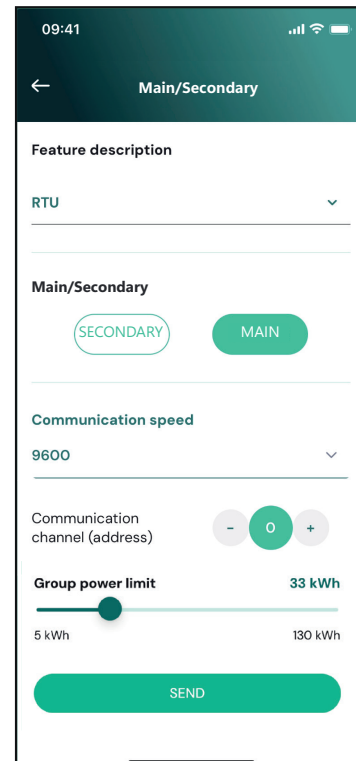 09:41
Main/Secondary
Feature description
RTU
Main/Secondary
SECONDARY MAIN
Communication speed
9600
Communication
channel (address)
- 0 +
Group power limit 33 kWh
5 kWh 130 kWh
SEND